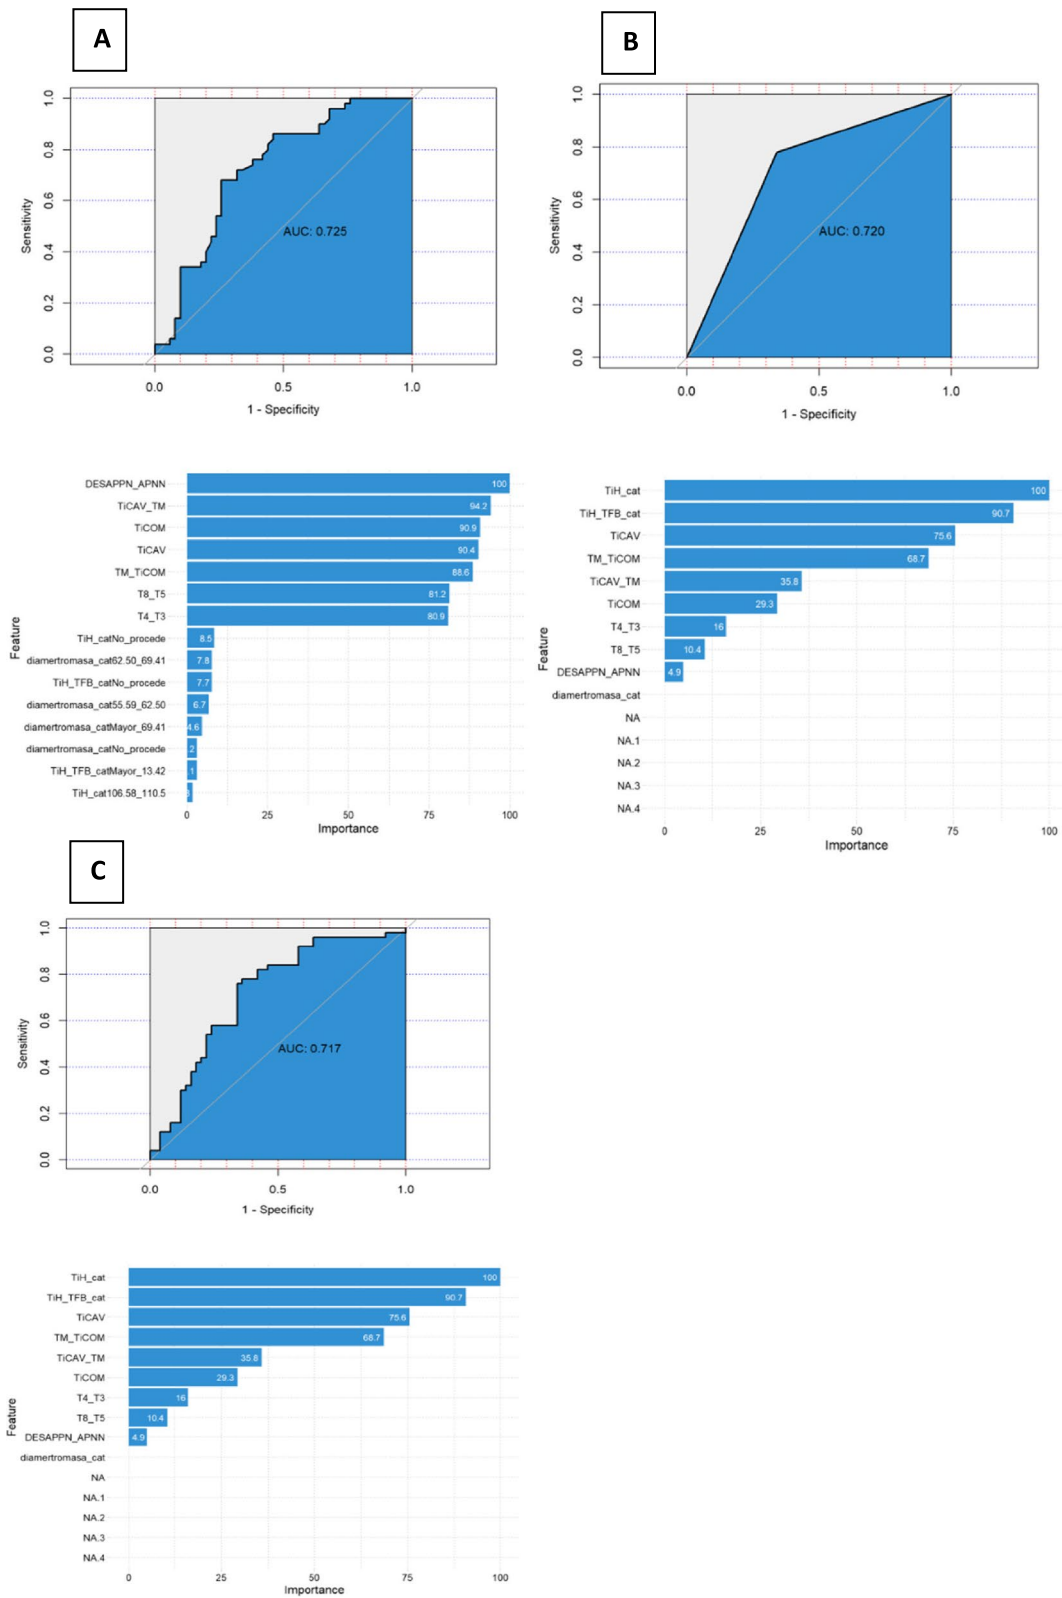 A
B
1.0
0.8
0.6
0.4
0.2
0.0
Sensitivity
AUC: 0.725
0.0 0.5 1.0
1 - Specificity
1.0
0.8
0.6
0.4
0.2
0.0
Sensitivity
AUC: 0.720
0.0 0.5 1.0
1 - Specificity
Feature
DESAPPN_APNN 100
TiCAV_TM 94.2
TiCOM 90.9
TiCAV 90.4
TM_TiCOM 88.6
T8_T5 81.2
T4_T3 80.9
TiH_catNo_procede 8.5
diamertromasa_cat62.50_69.41 7.8
TiH_TFB_catNo_procede 7.7
diamertromasa_cat55.59_62.50 6.7
diamertromasa_catMayor_69.41 4.6
diamertromasa_catNo_procede .2
TiH_TFB_catMayor_13.42 1
TiH_cat106.58_110.5
0 25 50 75 100
Importance
Feature
TiH_cat 100
TiH_TFB_cat 90.7
TiCAV 75.6
TM_TiCOM 68.7
TiCAV_TM 35.8
TiCOM 29.3
T4_T3 16
T8_T5 10.4
DESAPPN_APNN 4.9
diamertromasa_cat
NA
NA.1
NA.2
NA.3
NA.4
0 25 50 75 100
Importance
C
1.0
0.8
0.6
0.4
0.2
0.0
Sensitivity
AUC: 0.717
0.0 0.5 1.0
1 - Specificity
Feature
TiH_cat 100
TiH_TFB_cat 90.7
TiCAV 75.6
TM_TiCOM 68.7
TiCAV_TM 35.8
TiCOM 29.3
T4_T3 16
T8_T5 10.4
DESAPPN_APNN 4.9
diamertromasa_cat
NA
NA.1
NA.2
NA.3
NA.4
0 25 50 75 100
Importance